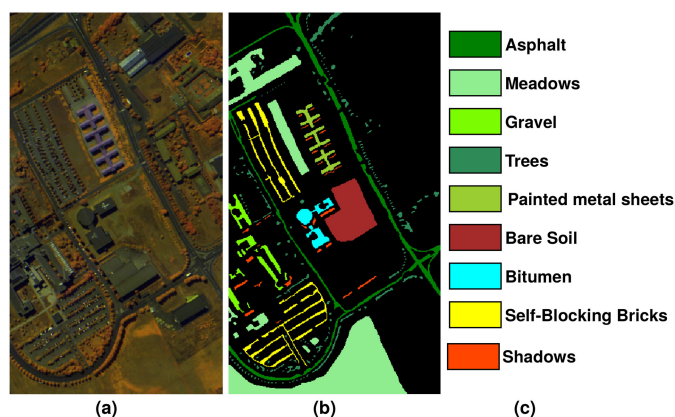 Asphalt
Meadows
Gravel
Trees
Painted metal sheets
Bare Soil
Bitumen
Self-Blocking Bricks
Shadows
(a) (b) (c)